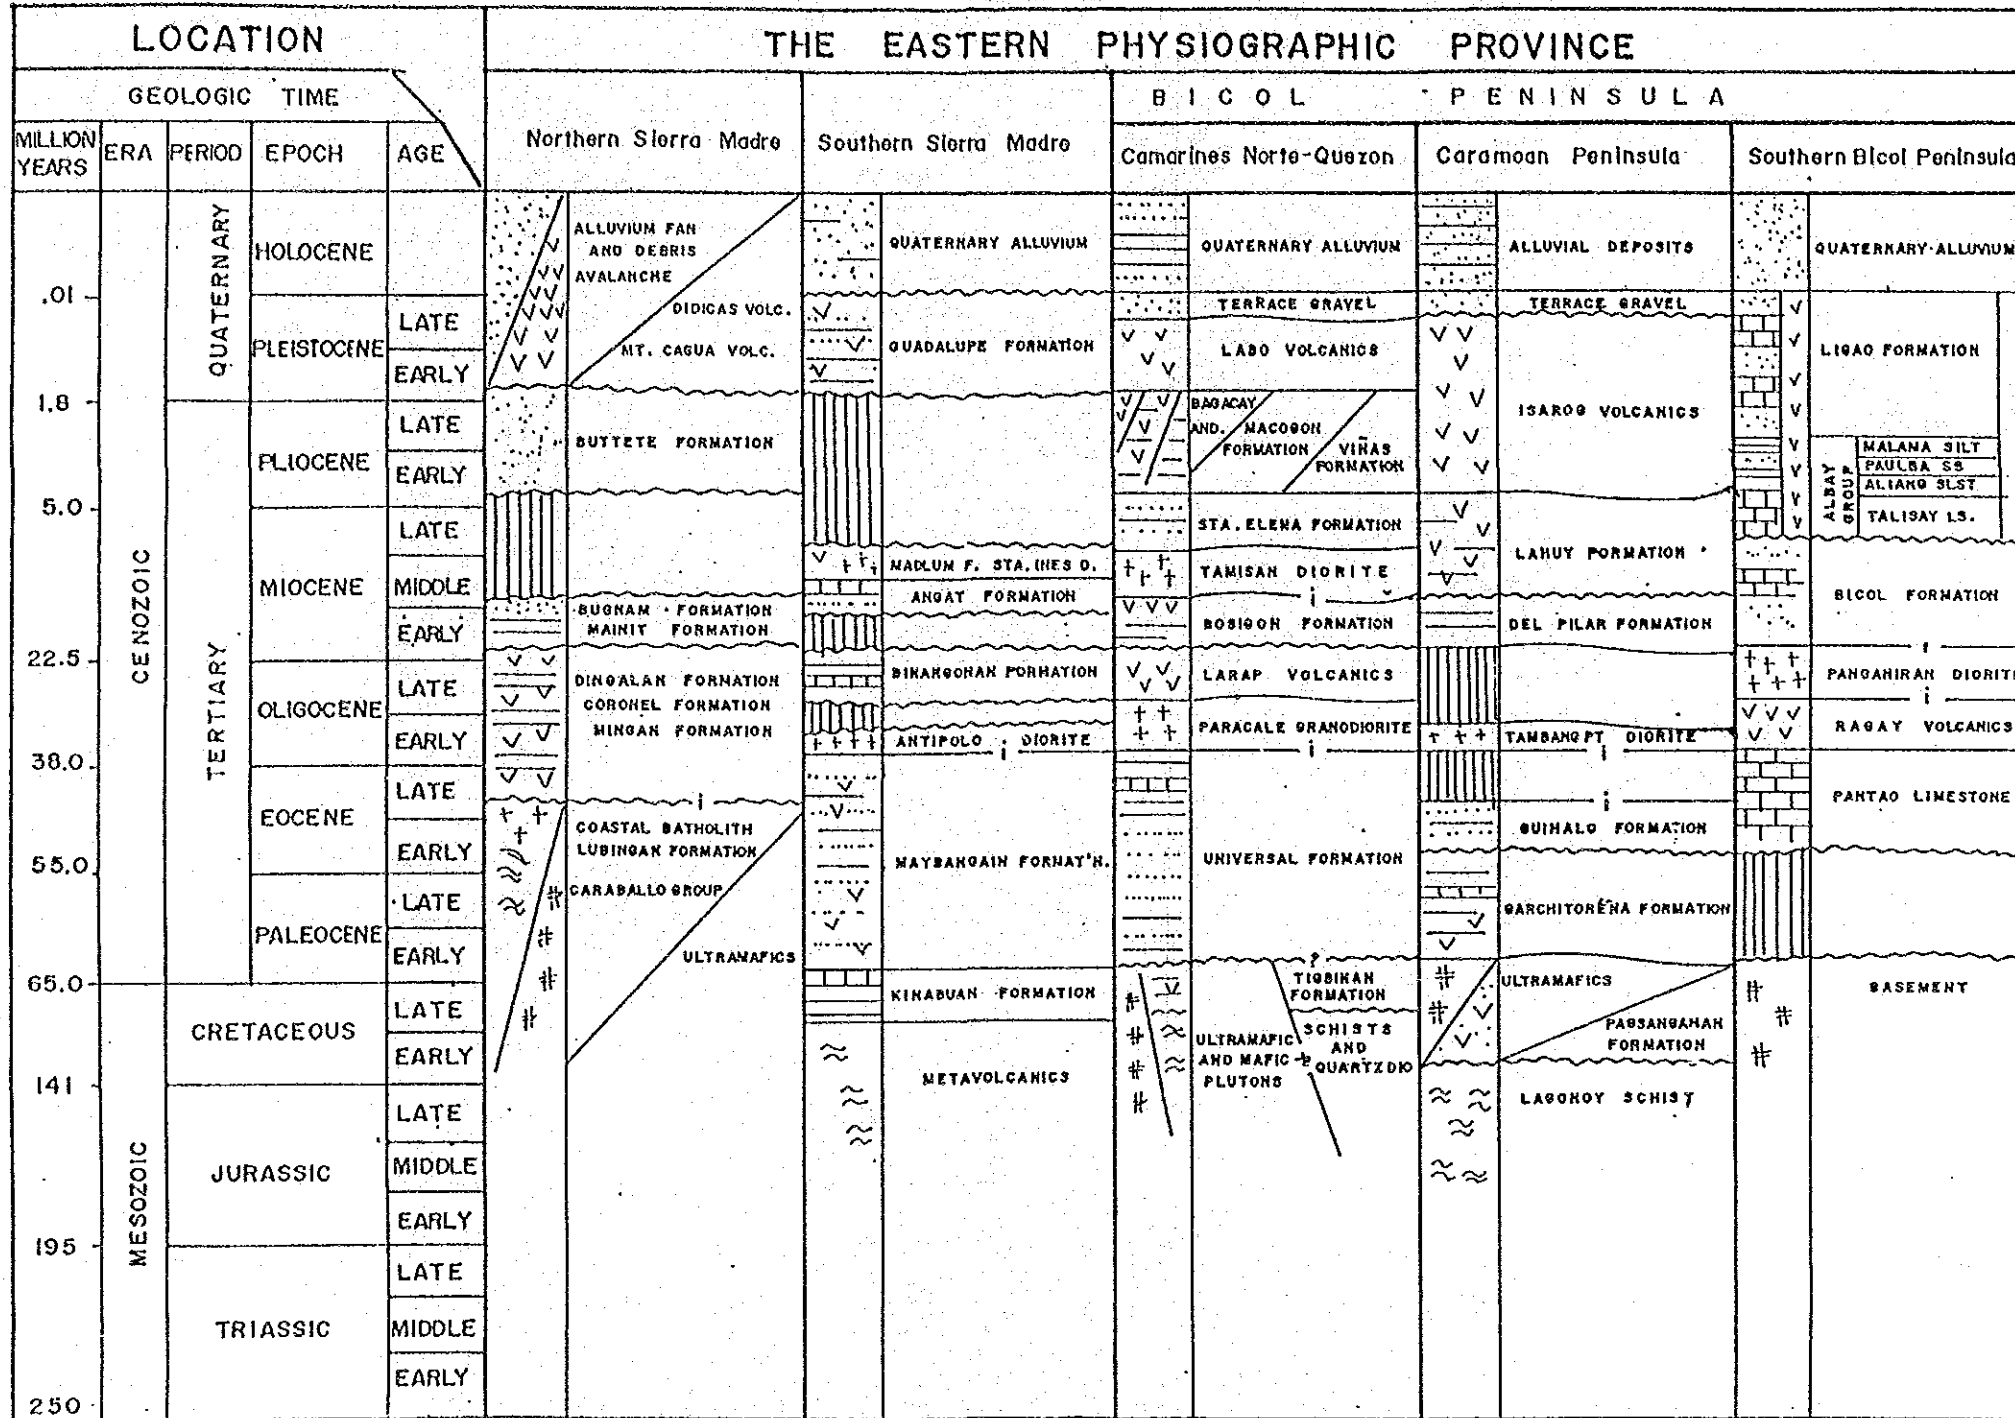 LOCATION
THE EASTERN PHYSIOGRAPHIC PROVINCE
GEOLOGIC TIME
BICOL PENINSULA
MILLION YEARS
ERA
PERIOD
EPOCH
AGE
Northern Sierra Madre
Southern Sierra Madre
Camarines Norte-Quezon
Caramoan Peninsula
Southern Bicol Peninsula
.01
1.8
5.0
22.5
38.0
55.0
65.0
141
195
250
CENOZOIC
MESOZOIC
QUATERNARY
TERTIARY
CRETACEOUS
JURASSIC
TRIASSIC
HOLOCENE
PLEISTOCENE
PLIOCENE
MIOCENE
OLIGOCENE
EOCENE
PALEOCENE
LATE
EARLY
LATE
EARLY
LATE
MIDDLE
EARLY
LATE
EARLY
LATE
EARLY
LATE
EARLY
LATE
EARLY
LATE
MIDDLE
EARLY
LATE
MIDDLE
EARLY
ALLUVIUM FAN
AND DEBRIS
AVALANCHE
DIDICAS VOLC.
MT. CAGUA VOLC.
BUTTETE FORMATION
BUGNAM FORMATION
MAINIT FORMATION
DINGALAN FORMATION
CORONEL FORMATION
MINGAN FORMATION
i
COASTAL BATHOLITH
LUBINGAN FORMATION
CARABALLO GROUP
ULTRAMAFICS
QUATERNARY ALLUVIUM
GUADALUPE FORMATION
MADLUM F. STA. INES D.
ANGAT FORMATION
BINANGONAN FORMATION
ANTIPOLO DIORITE
i
MAYBANGAIN FORMAT'N.
KINABUAN FORMATION
METAVOLCANICS
QUATERNARY ALLUVIUM
TERRACE GRAVEL
LABO VOLCANICS
BAGACAY
AND.
MACOGON
FORMATION
VIÑAS
FORMATION
STA. ELENA FORMATION
TAMISAN DIORITE
i
BOSIGON FORMATION
LARAP VOLCANICS
PARACALE GRANODIORITE
i
UNIVERSAL FORMATION
?
TIGBINAN
FORMATION
ULTRAMAFIC
AND MAFIC
PLUTONS
SCHISTS
AND
QUARTZDIO
ALLUVIAL DEPOSITS
TERRACE GRAVEL
ISAROG VOLCANICS
LAHUY FORMATION
DEL PILAR FORMATION
TAMBANG PT DIORITE
i
i
GUIHALO FORMATION
GARCHITORENA FORMATION
ULTRAMAFICS
PAGSANGAHAN
FORMATION
LAGONOY SCHIST
QUATERNARY ALLUVIUM
LIGAO FORMATION
ALBAY GROUP
MALAMA SILT
PAULBA SS
ALIANG SLST
TALISAY LS.
BICOL FORMATION
i
PANGANIRAN DIORITE
i
RAGAY VOLCANICS
PANTAO LIMESTONE
BASEMENT